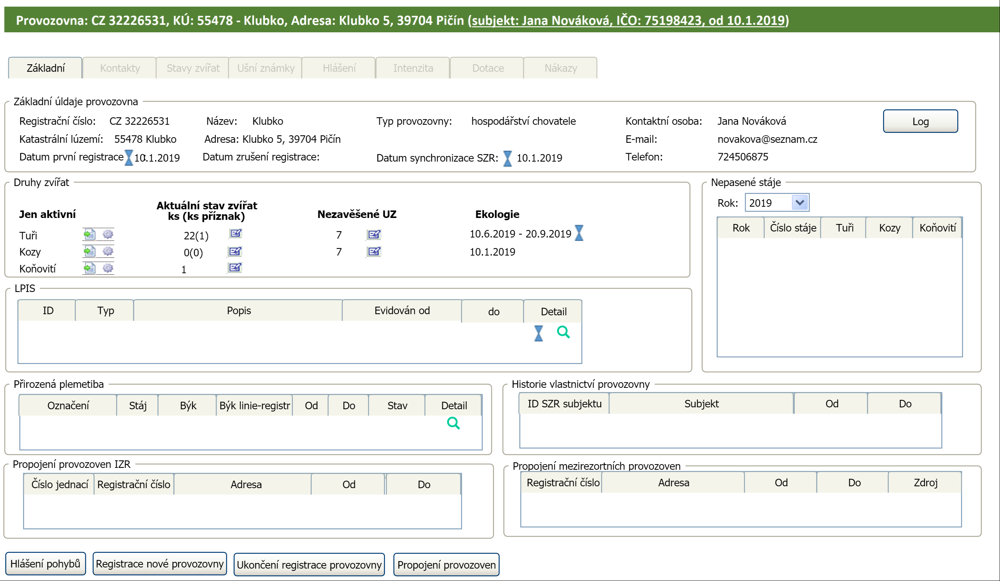 Provozovna: CZ 32226531, KÚ: 55478 - Klubko, Adresa: Klubko 5, 39704 Pičín (subjekt: Jana Nováková, IČO: 75198423, od 10.1.2019)
Základní Kontakty Stavy zvířat Ušní známky Hlášení Intenzita Dotace Nákazy
Základní úldaje provozovna
Registrační číslo: CZ 32226531 Název: Klubko Typ provozovny: hospodářství chovatele Kontaktní osoba: Jana Nováková Log
Katastrální lúzemí: 55478 Klubko Adresa: Klubko 5, 39704 Pičín E-mail: novakova@seznam.cz
Datum první registrace: 10.1.2019 Datum zrušení registrace: Datum synchronizace SZR: 10.1.2019 Telefon: 724506875
Druhy zvířat
Jen aktivní Aktuální stav zvířat Nezavěšené UZ Ekologie
ks (ks příznak)
Tuři 22(1) 7 10.6.2019 - 20.9.2019
Kozy 0(0) 7 10.1.2019
Koňovití 1
Nepasené stáje
Rok: 2019
Rok Číslo stáje Tuři Kozy Koňovití
LPIS
ID Typ Popis Evidován od do Detail
Přirozená plemetiba
Označení Stáj Býk Býk linie-registr Od Do Stav Detail
Historie vlastnictví provozovny
ID SZR subjektu Subjekt Od Do
Propojení provozoven IZR
Číslo jednací Registrační číslo Adresa Od Do
Propojení mezirezortních provozoven
Registrační číslo Adresa Od Do Zdroj
Hlášení pohybů Registrace nové provozovny Ukončení registrace provozovny Propojení provozoven